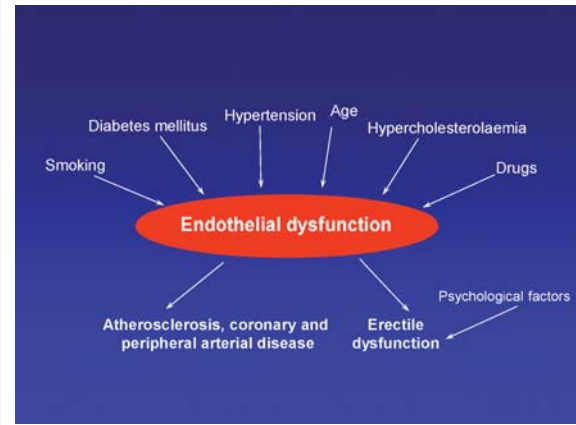 Age
Hypertension
Diabetes mellitus
Hypercholesterolaemia
Smoking
Drugs
Endothelial dysfunction
Psychological factors
Atherosclerosis, coronary and
peripheral arterial disease
Erectile
dysfunction